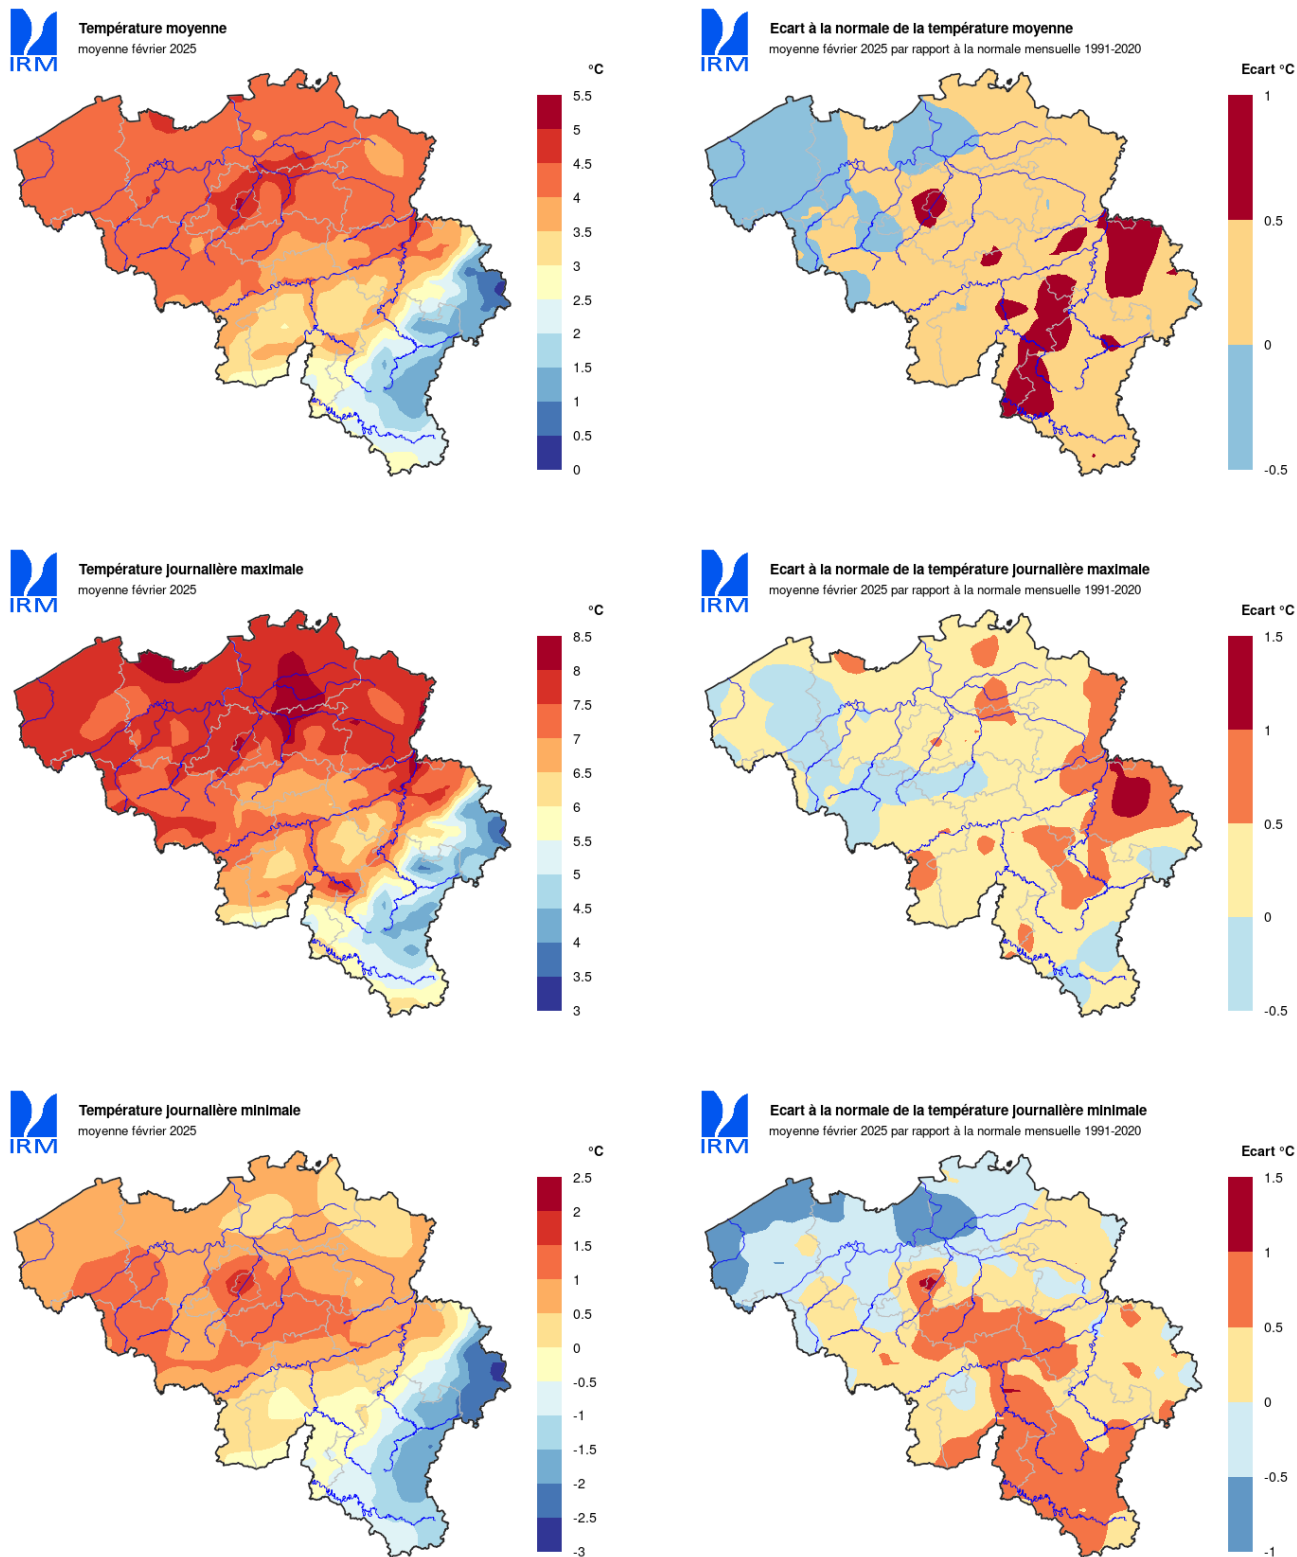 IRM
Température moyenne
moyenne février 2025
°C
5.5
5
4.5
4
3.5
3
2.5
2
1.5
1
0.5
0
IRM
Ecart à la normale de la température moyenne
moyenne février 2025 par rapport à la normale mensuelle 1991-2020
Ecart °C
1
0.5
0
-0.5
IRM
Température journalière maximale
moyenne février 2025
°C
8.5
8
7.5
7
6.5
6
5.5
5
4.5
4
3.5
3
IRM
Ecart à la normale de la température journalière maximale
moyenne février 2025 par rapport à la normale mensuelle 1991-2020
Ecart °C
1.5
1
0.5
0
-0.5
IRM
Température journalière minimale
moyenne février 2025
°C
2.5
2
1.5
1
0.5
0
-0.5
-1
-1.5
-2
-2.5
-3
IRM
Ecart à la normale de la température journalière minimale
moyenne février 2025 par rapport à la normale mensuelle 1991-2020
Ecart °C
1.5
1
0.5
0
-0.5
-1